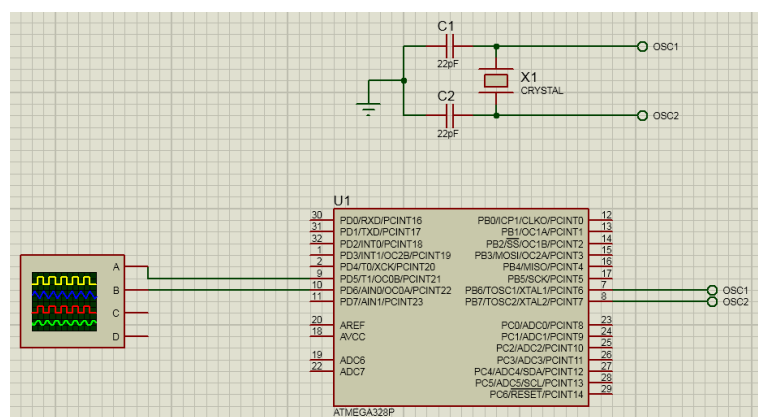 C1
22pF
OSC1
X1
CRYSTAL
C2
22pF
OSC2
U1
30 PD0/RXD/PCINT16 PB0/ICP1/CLKO/PCINT0 12
31 PD1/TXD/PCINT17 PB1/OC1A/PCINT1 13
32 PD2/INT0/PCINT18 PB2/SS/OC1B/PCINT2 14
1 PD3/INT1/OC2B/PCINT19 PB3/MOSI/OC2A/PCINT3 15
2 PD4/T0/XCK/PCINT20 PB4/MISO/PCINT4 16
9 PD5/T1/OC0B/PCINT21 PB5/SCK/PCINT5 17
10 PD6/AIN0/OC0A/PCINT22 PB6/TOSC1/XTAL1/PCINT6 7 OSC1
11 PD7/AIN1/PCINT23 PB7/TOSC2/XTAL2/PCINT7 8 OSC2
20 AREF PC0/ADC0/PCINT8 23
18 AVCC PC1/ADC1/PCINT9 24
PC2/ADC2/PCINT10 25
19 ADC6 PC3/ADC3/PCINT11 26
22 ADC7 PC4/ADC4/SDA/PCINT12 27
PC5/ADC5/SCL/PCINT13 28
PC6/RESET/PCINT14 29
ATMEGA328P
A
B
C
D